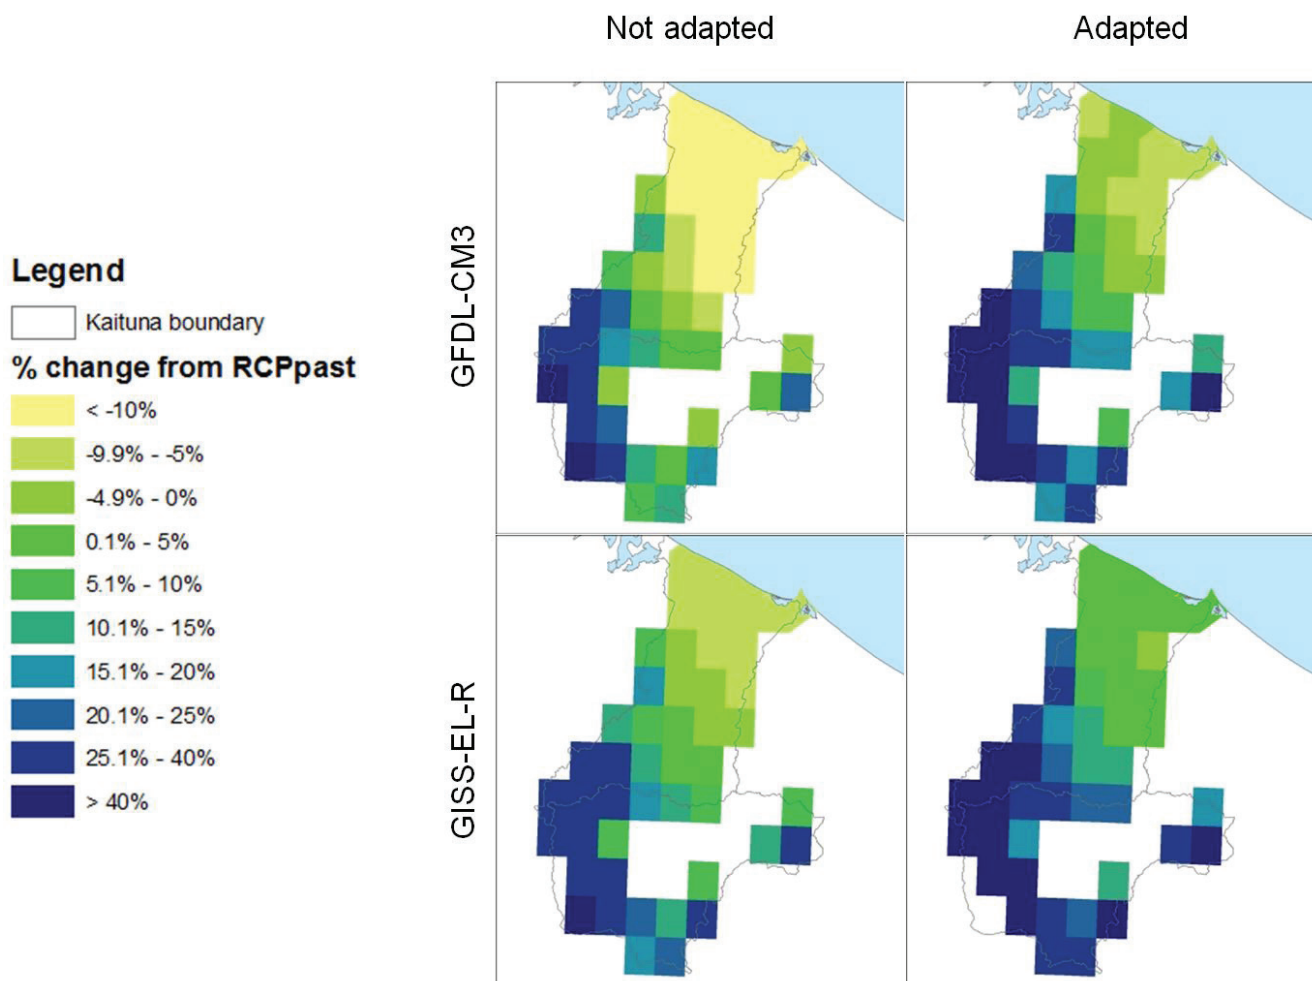 Not adapted
Adapted
GFDL-CM3
GISS-EL-R
Legend
Kaituna boundary
% change from RCPpast
< -10%
-9.9% - -5%
-4.9% - 0%
0.1% - 5%
5.1% - 10%
10.1% - 15%
15.1% - 20%
20.1% - 25%
25.1% - 40%
> 40%